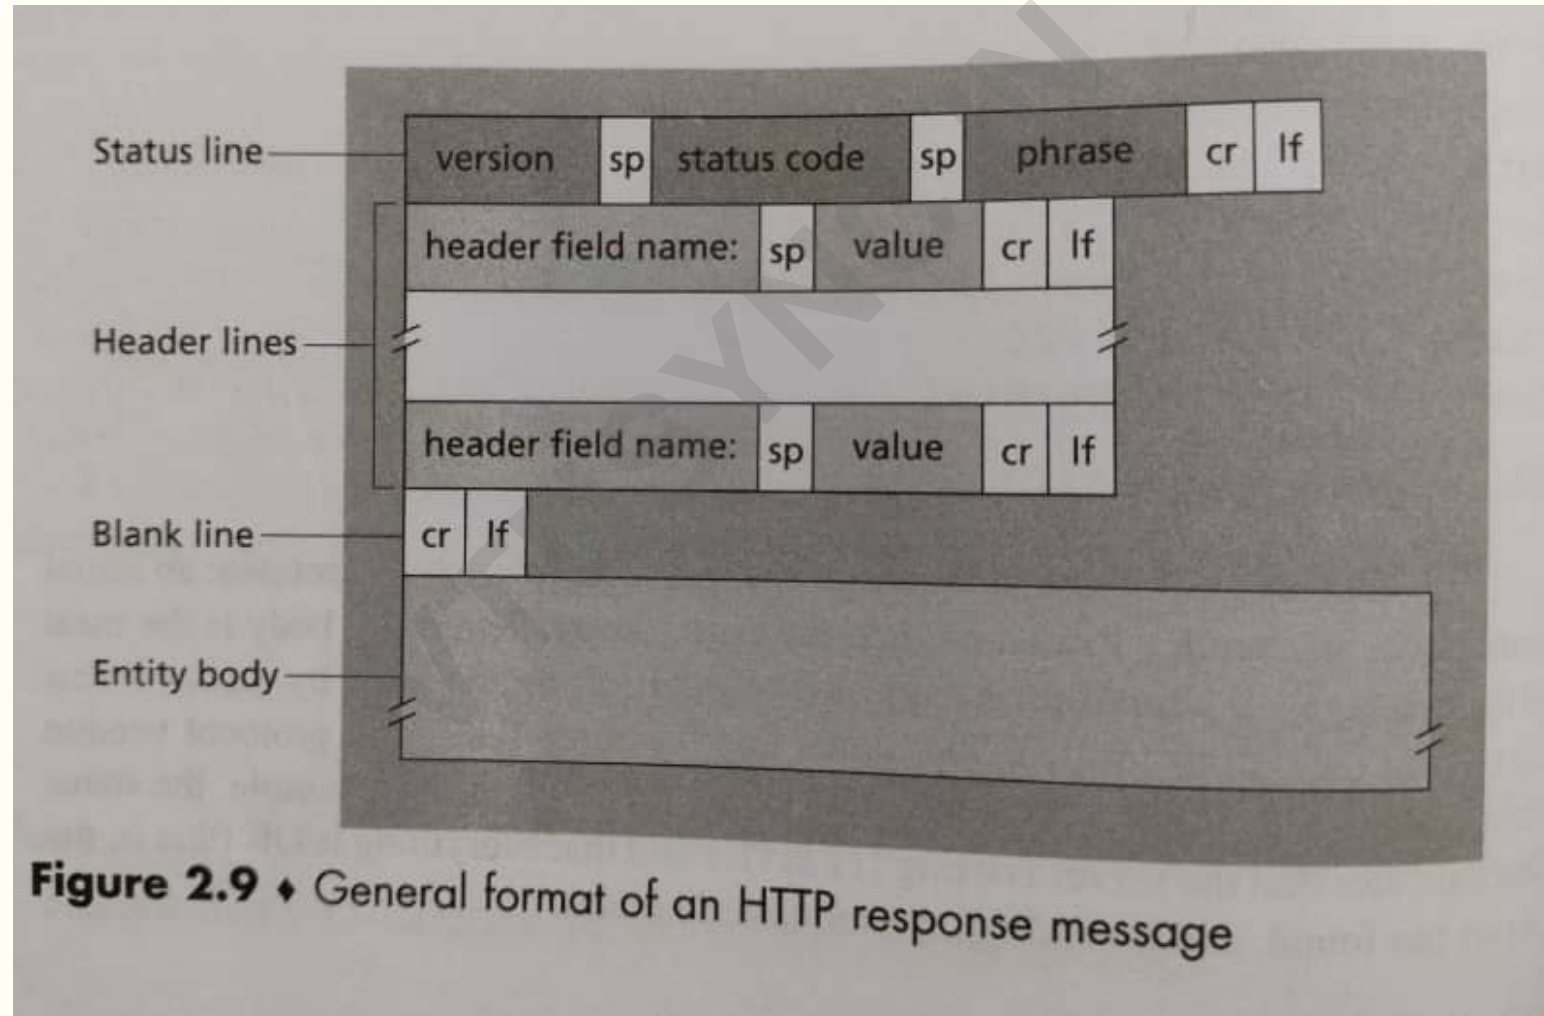 Status line version sp status code sp phrase cr lf
header field name: sp value cr lf
Header lines
header field name: sp value cr lf
Blank line cr lf
Entity body
Figure 2.9 ♦ General format of an HTTP response message